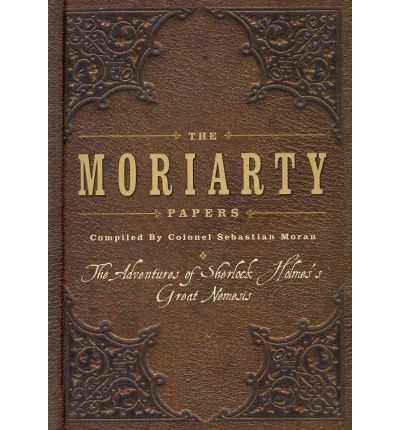 THE
MORIARTY
PAPERS
Compiled By Colonel Sebastian Moran
The Adventures of Sherlock Holmes's
Great Nemesis